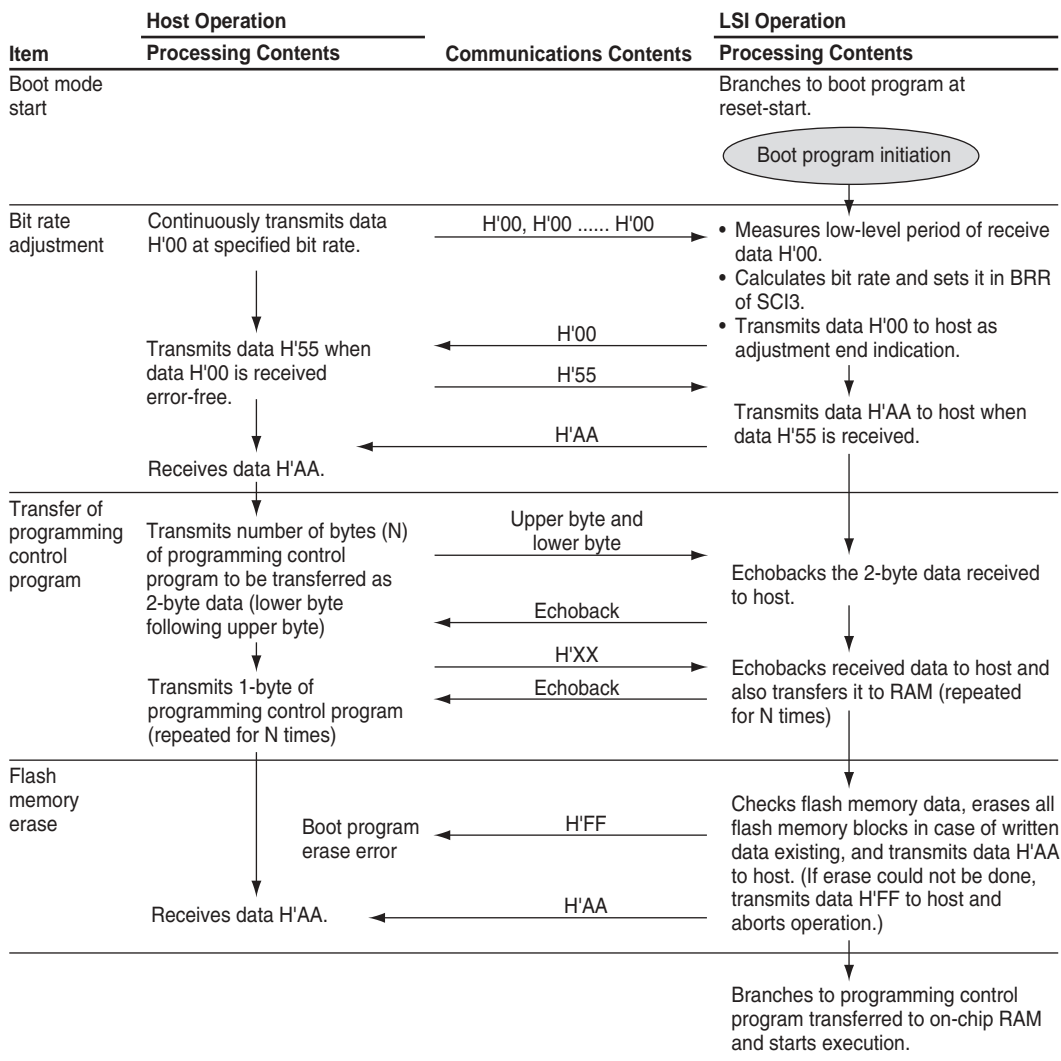 Host Operation
LSI Operation
Item
Processing Contents
Communications Contents
Processing Contents
Boot mode
start
Branches to boot program at
reset-start.
Boot program initiation
Bit rate
adjustment
Continuously transmits data
H'00 at specified bit rate.
H'00, H'00 ...... H'00
• Measures low-level period of receive
data H'00.
• Calculates bit rate and sets it in BRR
of SCI3.
• Transmits data H'00 to host as
adjustment end indication.
H'00
Transmits data H'55 when
data H'00 is received
error-free.
H'55
Transmits data H'AA to host when
data H'55 is received.
H'AA
Receives data H'AA.
Transfer of
programming
control
program
Transmits number of bytes (N)
of programming control
program to be transferred as
2-byte data (lower byte
following upper byte)
Upper byte and
lower byte
Echobacks the 2-byte data received
to host.
Echoback
H'XX
Echobacks received data to host and
also transfers it to RAM (repeated
for N times)
Transmits 1-byte of
programming control program
(repeated for N times)
Echoback
Flash
memory
erase
Checks flash memory data, erases all
flash memory blocks in case of written
data existing, and transmits data H'AA
to host. (If erase could not be done,
transmits data H'FF to host and
aborts operation.)
Boot program
erase error
H'FF
Receives data H'AA.
H'AA
Branches to programming control
program transferred to on-chip RAM
and starts execution.